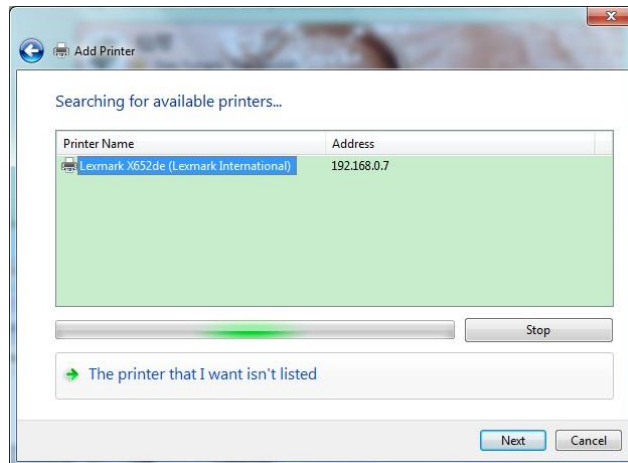 Add Printer
Searching for available printers...
Printer Name Address
Lexmark X652de (Lexmark International) 192.168.0.7
Stop
The printer that I want isn't listed
Next Cancel